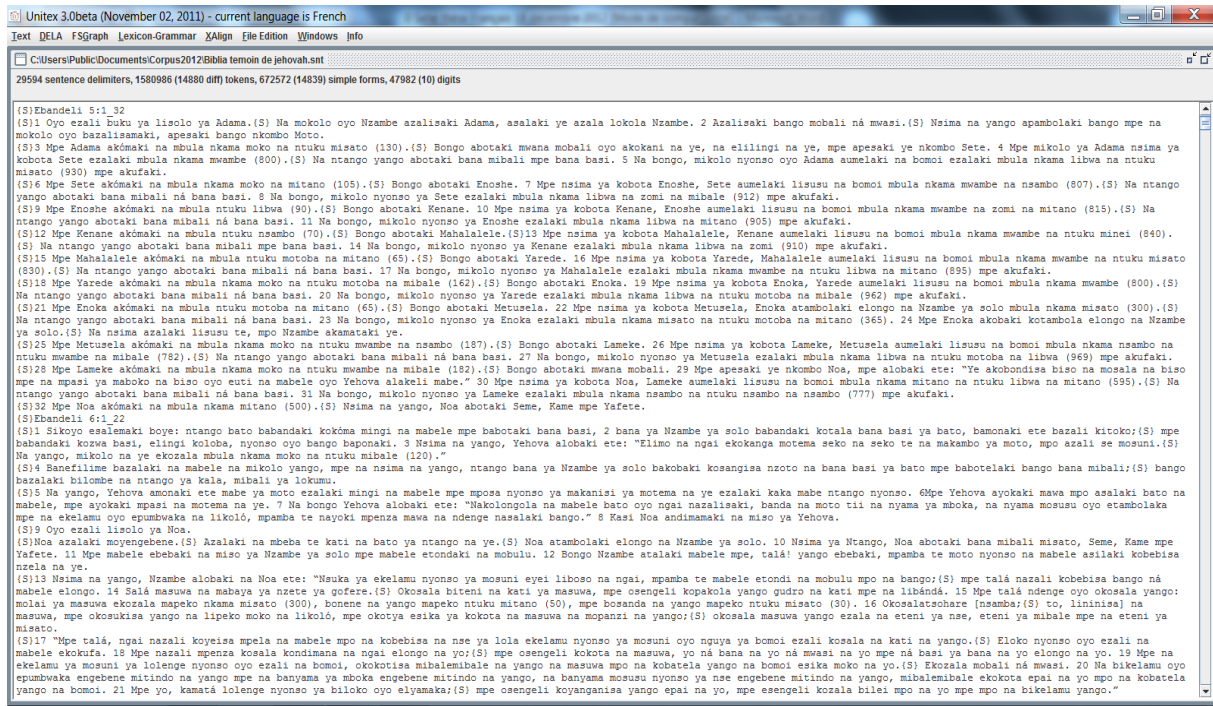 Unitex 3.0beta (November 02, 2011) - current language is French
Text DELA FSGraph Lexicon-Grammar XAlign File Edition Windows Info
C:\Users\Public\Documents\Corpus2012\Biblia temoin de jehovah.snt
29594 sentence delimiters, 1580986 (14880 diff) tokens, 672572 (14839) simple forms, 47982 (10) digits
{S}Ebandeli 5:1_32
{S}1 Oyo ezali buku ya lisolo ya Adama.{S} Na mokolo oyo Nzambe azalisaki Adama, asalaki ye azala lokola Nzambe. 2 Azalisaki bango mobali ná mwasi.{S} Nsima na yango apambolaki bango mpe na
mokolo oyo bazalisamaki, apesaki bango nkombo Moto.
{S}3 Mpe Adama akómaki na mbula nkama moko na ntuku misato (130).{S} Bongo abotaki mwana mobali oyo akokani na ye, na elilingi na ye, mpe apesaki ye nkombo Sete. 4 Mpe mikolo ya Adama nsima ya
kobota Sete ezalaki mbula nkama mwambe (800).{S} Na ntango yango abotaki bana mibali mpe bana basi. 5 Na bongo, mikolo nyonso oyo Adama aumelaki na bomoi ezalaki mbula nkama libwa na ntuku
misato (930) mpe akufaki.
{S}6 Mpe Sete akómaki na mbula nkama moko na mitano (105).{S} Bongo abotaki Enoshe. 7 Mpe nsima ya kobota Enoshe, Sete aumelaki lisusu na bomoi mbula nkama mwambe na nsambo (807).{S} Na ntango
yango abotaki bana mibali ná bana basi. 8 Na bongo, mikolo nyonso ya Sete ezalaki mbula nkama libwa na zomi na mibale (912) mpe akufaki.
{S}9 Mpe Enoshe akómaki na mbula ntuku libwa (90).{S} Bongo abotaki Kenane. 10 Mpe nsima ya kobota Kenane, Enoshe aumelaki lisusu na bomoi mbula nkama mwambe na zomi na mitano (815).{S} Na
ntango yango abotaki bana mibali ná bana basi. 11 Na bongo, mikolo nyonso ya Enoshe ezalaki mbula nkama libwa na mitano (905) mpe akufaki.
{S}12 Mpe Kenane akómaki na mbula ntuku nsambo (70).{S} Bongo abotaki Mahalalele.{S}13 Mpe nsima ya kobota Mahalalele, Kenane aumelaki lisusu na bomoi mbula nkama mwambe na ntuku minei (840).
{S} Na ntango yango abotaki bana mibali mpe bana basi. 14 Na bongo, mikolo nyonso ya Kenane ezalaki mbula nkama libwa na zomi (910) mpe akufaki.
{S}15 Mpe Mahalalele akómaki na mbula ntuku motoba na mitano (65).{S} Bongo abotaki Yarede. 16 Mpe nsima ya kobota Yarede, Mahalalele aumelaki lisusu na bomoi mbula nkama mwambe na ntuku misato
(830).{S} Na ntango yango abotaki bana mibali ná bana basi. 17 Na bongo, mikolo nyonso ya Mahalalele ezalaki mbula nkama mwambe na ntuku libwa na mitano (895) mpe akufaki.
{S}18 Mpe Yarede akómaki na mbula nkama moko na ntuku motoba na mibale (162).{S} Bongo abotaki Enoka. 19 Mpe nsima ya kobota Enoka, Yarede aumelaki lisusu na bomoi mbula nkama mwambe (800).{S}
Na ntango yango abotaki bana mibali ná bana basi. 20 Na bongo, mikolo nyonso ya Yarede ezalaki mbula nkama libwa na ntuku motoba na mibale (962) mpe akufaki.
{S}21 Mpe Enoka akómaki na mbula ntuku motoba na mitano (65).{S} Bongo abotaki Metusela. 22 Mpe nsima ya kobota Metusela, Enoka atambolaki elongo na Nzambe ya solo mbula nkama misato (300).{S}
Na ntango yango abotaki bana mibali ná bana basi. 23 Na bongo, mikolo nyonso ya Enoka ezalaki mbula nkama misato na ntuku motoba na mitano (365). 24 Mpe Enoka akobaki kotambola elongo na Nzambe
ya solo.{S} Na nsima azalaki lisusu te, mpo Nzambe akamataki ye.
{S}25 Mpe Metusela akómaki na mbula nkama moko na ntuku mwambe na nsambo (187).{S} Bongo abotaki Lameke. 26 Mpe nsima ya kobota Lameke, Metusela aumelaki lisusu na bomoi mbula nkama nsambo na
ntuku mwambe na mibale (782).{S} Na ntango yango abotaki bana mibali ná bana basi. 27 Na bongo, mikolo nyonso ya Metusela ezalaki mbula nkama libwa na ntuku motoba na libwa (969) mpe akufaki.
{S}28 Mpe Lameke akómaki na mbula nkama moko na ntuku mwambe na mibale (182).{S} Bongo abotaki mwana mobali. 29 Mpe apesaki ye nkombo Noa, mpe alobaki ete: “Ye akobondisa biso na mosala na biso
mpe na mpasi ya maboko na biso oyo euti na mabele oyo Yehova alakeli mabe.” 30 Mpe nsima ya kobota Noa, Lameke aumelaki lisusu na bomoi mbula nkama mitano na ntuku libwa na mitano (595).{S} Na
ntango yango abotaki bana mibali ná bana basi. 31 Na bongo, mikolo nyonso ya Lameke ezalaki mbula nkama nsambo na ntuku nsambo na nsambo (777) mpe akufaki.
{S}32 Mpe Noa akómaki na mbula nkama mitano (500).{S} Nsima na yango, Noa abotaki Seme, Kame mpe Yafete.
{S}Ebandeli 6:1_22
{S}1 Sikoyo esalemaki boye: ntango bato babandaki kokóma mingi na mabele mpe babotaki bana basi, 2 bana ya Nzambe ya solo babandaki kotala bana basi ya bato, bamonaki ete bazali kitoko;{S} mpe
babandaki kozwa basi, elingi koloba, nyonso oyo bango baponaki. 3 Nsima na yango, Yehova alobaki ete: “Elimo na ngai ekokanga motema seko na seko te na makambo ya moto, mpo azali se mosuni.{S}
Na yango, mikolo na ye ekozala mbula nkama moko na ntuku mibale (120).”
{S}4 Banefilime bazalaki na mabele na mikolo yango, mpe na nsima na yango, ntango bana ya Nzambe ya solo bakobaki kosangisa nzoto na bana basi ya bato mpe babotelaki bango bana mibali;{S} bango
bazalaki bilombe na ntango ya kala, mibali ya lokumu.
{S}5 Na yango, Yehova amonaki ete mabe ya moto ezalaki mingi na mabele mpe mposa nyonso ya makanisi ya motema na ye ezalaki kaka mabe ntango nyonso. 6Mpe Yehova ayokaki mawa mpo asalaki bato na
mabele, mpe ayokaki mpasi na motema na ye. 7 Na bongo Yehova alobaki ete: “Nakolongola na mabele bato oyo ngai nazalisaki, banda na moto tii na nyama ya mboka, na nyama mosusu oyo etambolaka
mpe na ekelamu oyo epumbwaka na likoló, mpamba te nayoki mpenza mawa na ndenge nasalaki bango.” 8 Kasi Noa andimamaki na miso ya Yehova.
{S}9 Oyo ezali lisolo ya Noa.
{S}Noa azalaki moyengebene.{S} Azalaki na mbeba te kati na bato ya ntango na ye.{S} Noa atambolaki elongo na Nzambe ya solo. 10 Nsima ya Ntango, Noa abotaki bana mibali misato, Seme, Kame mpe
Yafete. 11 Mpe mabele ebebaki na miso ya Nzambe ya solo mpe mabele etondaki na mobulu. 12 Bongo Nzambe atalaki mabele mpe, talá! yango ebebaki, mpamba te moto nyonso na mabele asilaki kobebisa
nzela na ye.
{S}13 Nsima na yango, Nzambe alobaki na Noa ete: “Nsuka ya ekelamu nyonso ya mosuni eyei liboso na ngai, mpamba te mabele etondi na mobulu mpo na bango;{S} mpe talá nazali kobebisa bango ná
mabele elongo. 14 Salá masuwa na mabaya ya nzete ya gofere.{S} Okosala biteni na kati ya masuwa, mpe osengeli kopakola yango gudro na kati mpe na libándá. 15 Mpe talá ndenge oyo okosala yango:
molai ya masuwa ekozala mapeko nkama misato (300), bonene na yango mapeko ntuku mitano (50), mpe bosanda na yango mapeko ntuku misato (30). 16 Okosalatsohare [nsamba;{S} to, lininisa] na
masuwa, mpe okosukisa yango na lipeko moko na likoló, mpe okotya esika ya kokota na masuwa na mopanzi na yango;{S} okosala masuwa yango ezala na eteni ya nse, eteni ya mibale mpe na eteni ya
misato.
{S}17 “Mpe talá, ngai nazali koyeisa mpela na mabele mpo na kobebisa na nse ya lola ekelamu nyonso ya mosuni oyo nguya ya bomoi ezali kosala na kati na yango.{S} Eloko nyonso oyo ezali na
mabele ekokufa. 18 Mpe nazali mpenza kosala kondimana na ngai elongo na yo;{S} mpe osengeli kokota na masuwa, yo ná bana na yo ná mwasi na yo mpe ná basi ya bana na yo elongo na yo. 19 Mpe na
ekelamu ya mosuni ya lolenge nyonso oyo ezali na bomoi, okokotisa mibalemibale na yango na masuwa mpo na kobatela yango na bomoi esika moko na yo.{S} Ekozala mobali ná mwasi. 20 Na bikelamu oyo
epumbwaka engebene mitindo na yango mpe na banyama ya mboka engebene mitindo na yango, na banyama mosusu nyonso ya nse engebene mitindo na yango, mibalemibale ekokota epai na yo mpo na kobatela
yango na bomoi. 21 Mpe yo, kamatá lolenge nyonso ya biloko oyo elyamaka;{S} mpe osengeli koyanganisa yango epai na yo, mpe esengeli kozala bilei mpo na yo mpe mpo na bikelamu yango.”